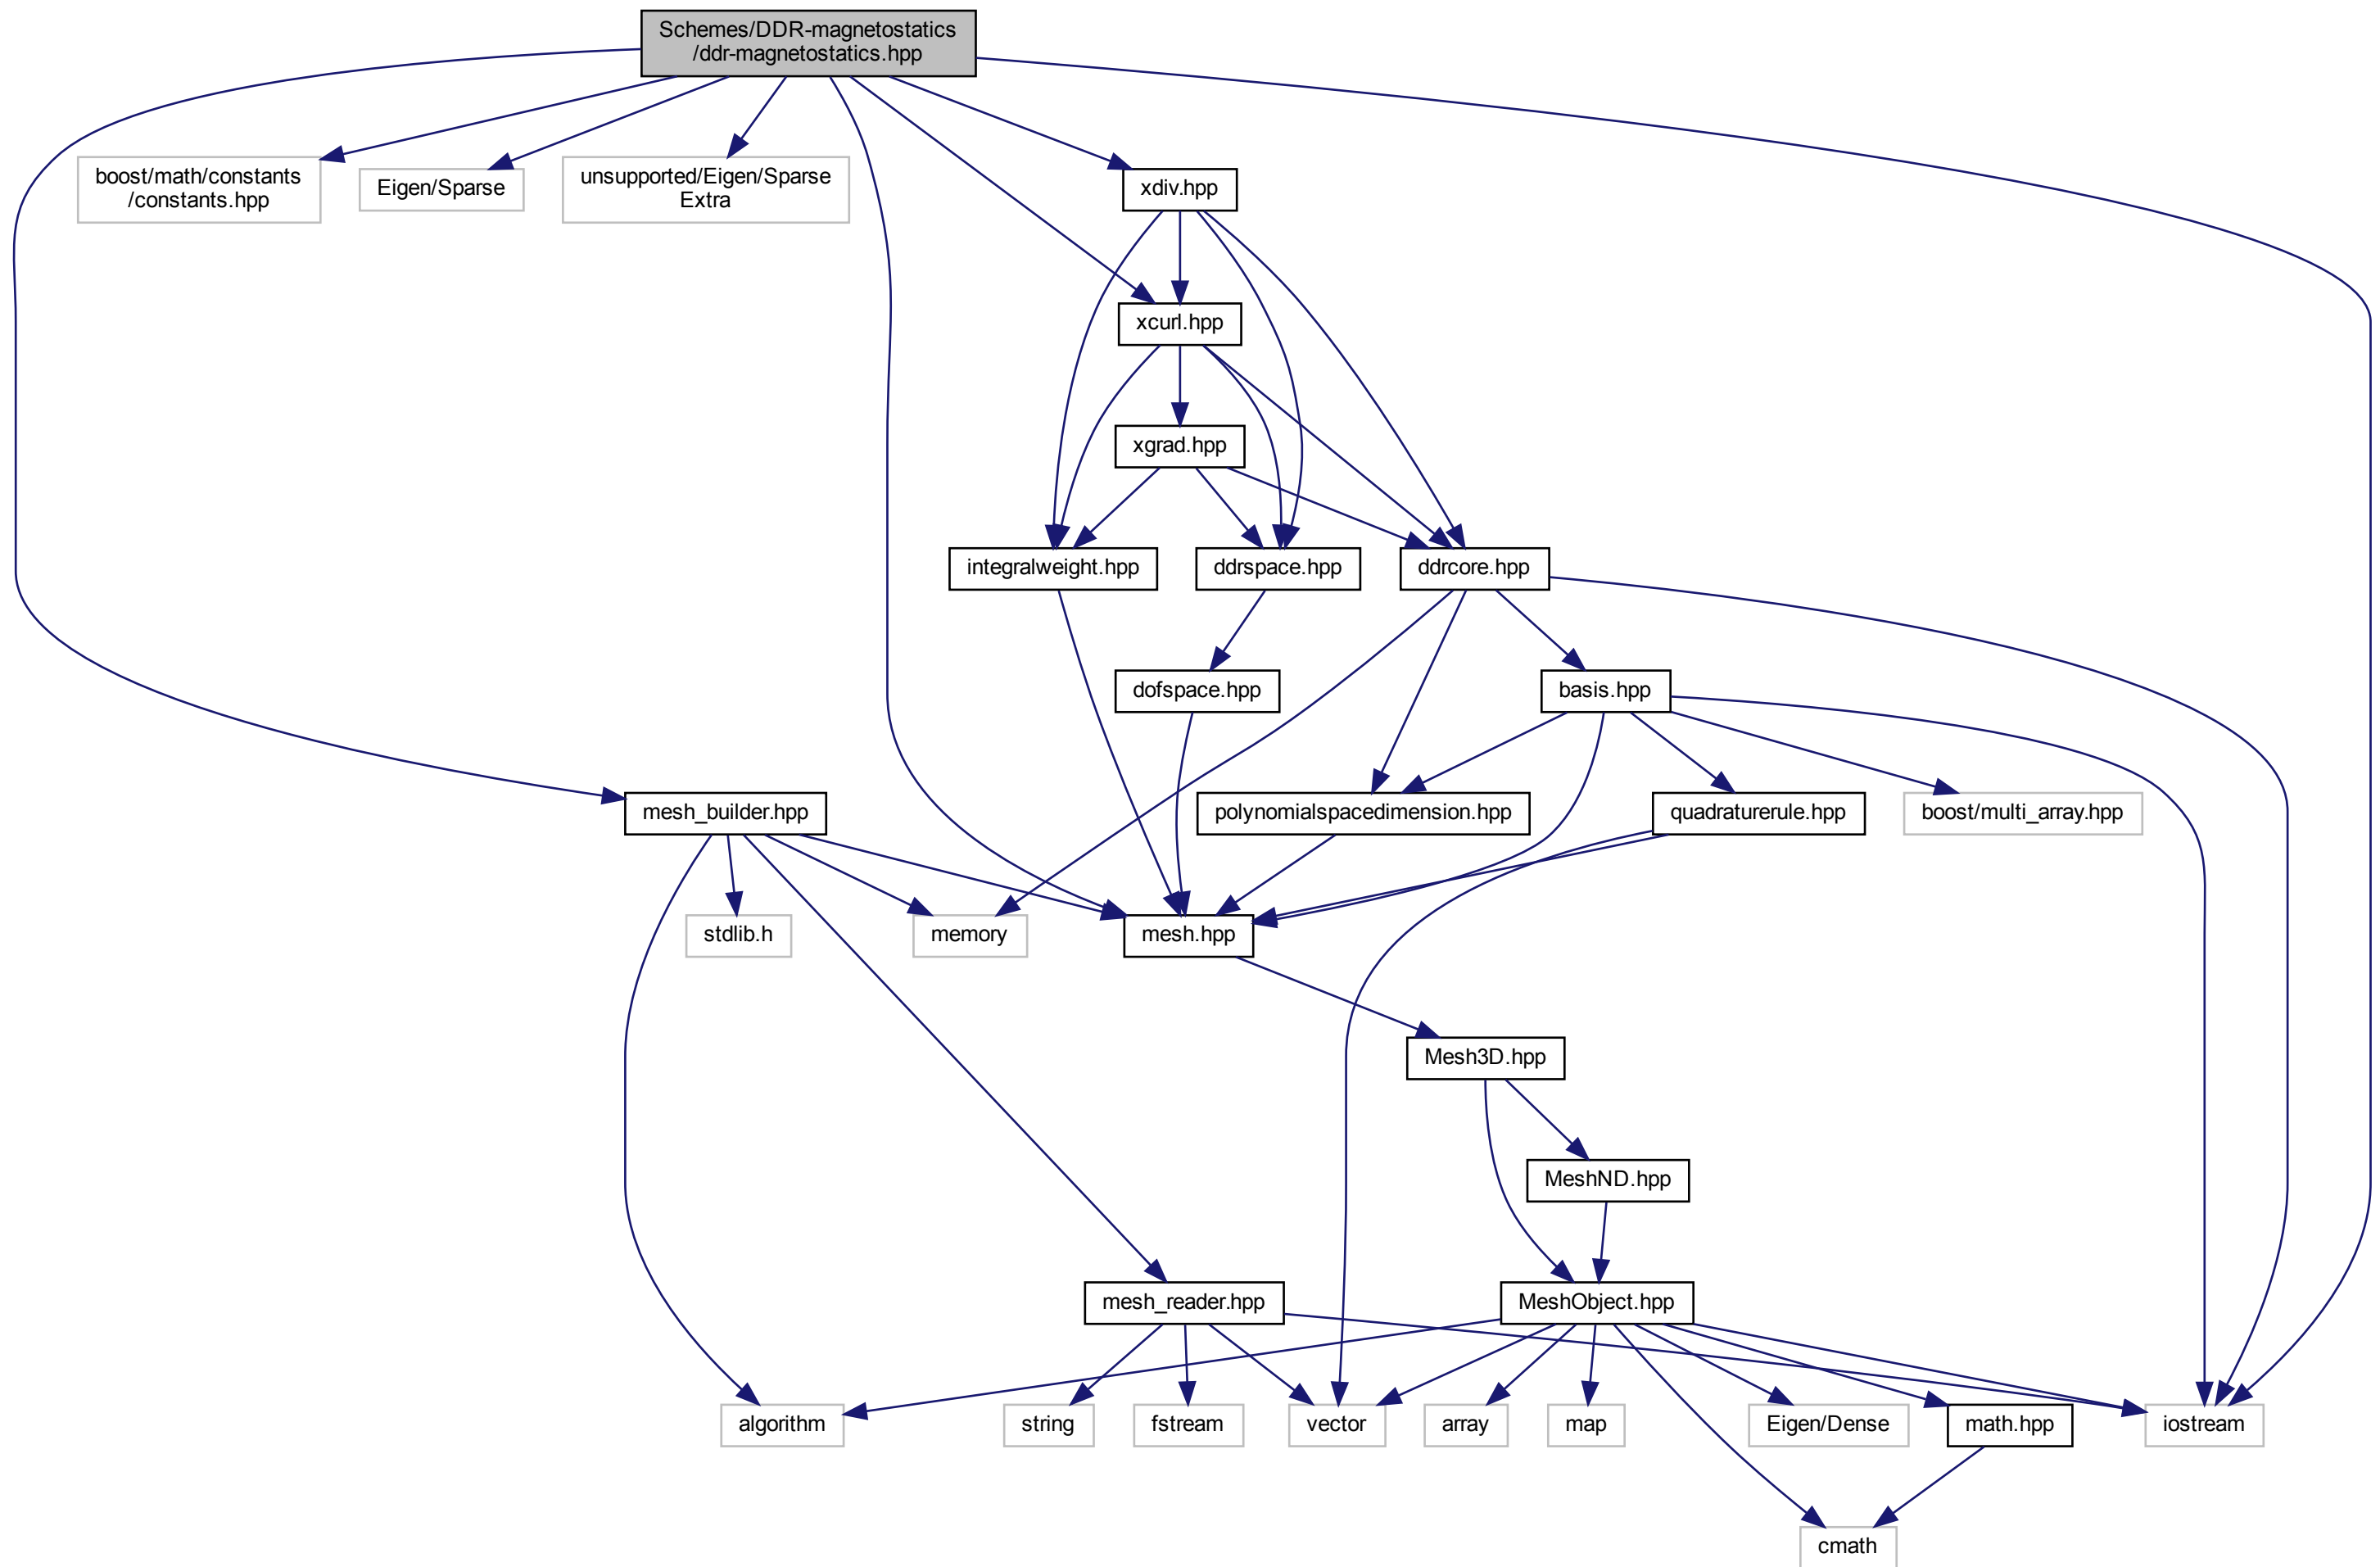 Schemes/DDR-magnetostatics
/ddr-magnetostatics.hpp
boost/math/constants
/constants.hpp
Eigen/Sparse
unsupported/Eigen/Sparse
Extra
xdiv.hpp
xcurl.hpp
xgrad.hpp
integralweight.hpp
ddrspace.hpp
ddrcore.hpp
dofspace.hpp
basis.hpp
mesh_builder.hpp
polynomialspacedimension.hpp
quadraturerule.hpp
boost/multi_array.hpp
stdlib.h
memory
mesh.hpp
Mesh3D.hpp
MeshND.hpp
mesh_reader.hpp
MeshObject.hpp
algorithm
string
fstream
vector
array
map
Eigen/Dense
math.hpp
iostream
cmath